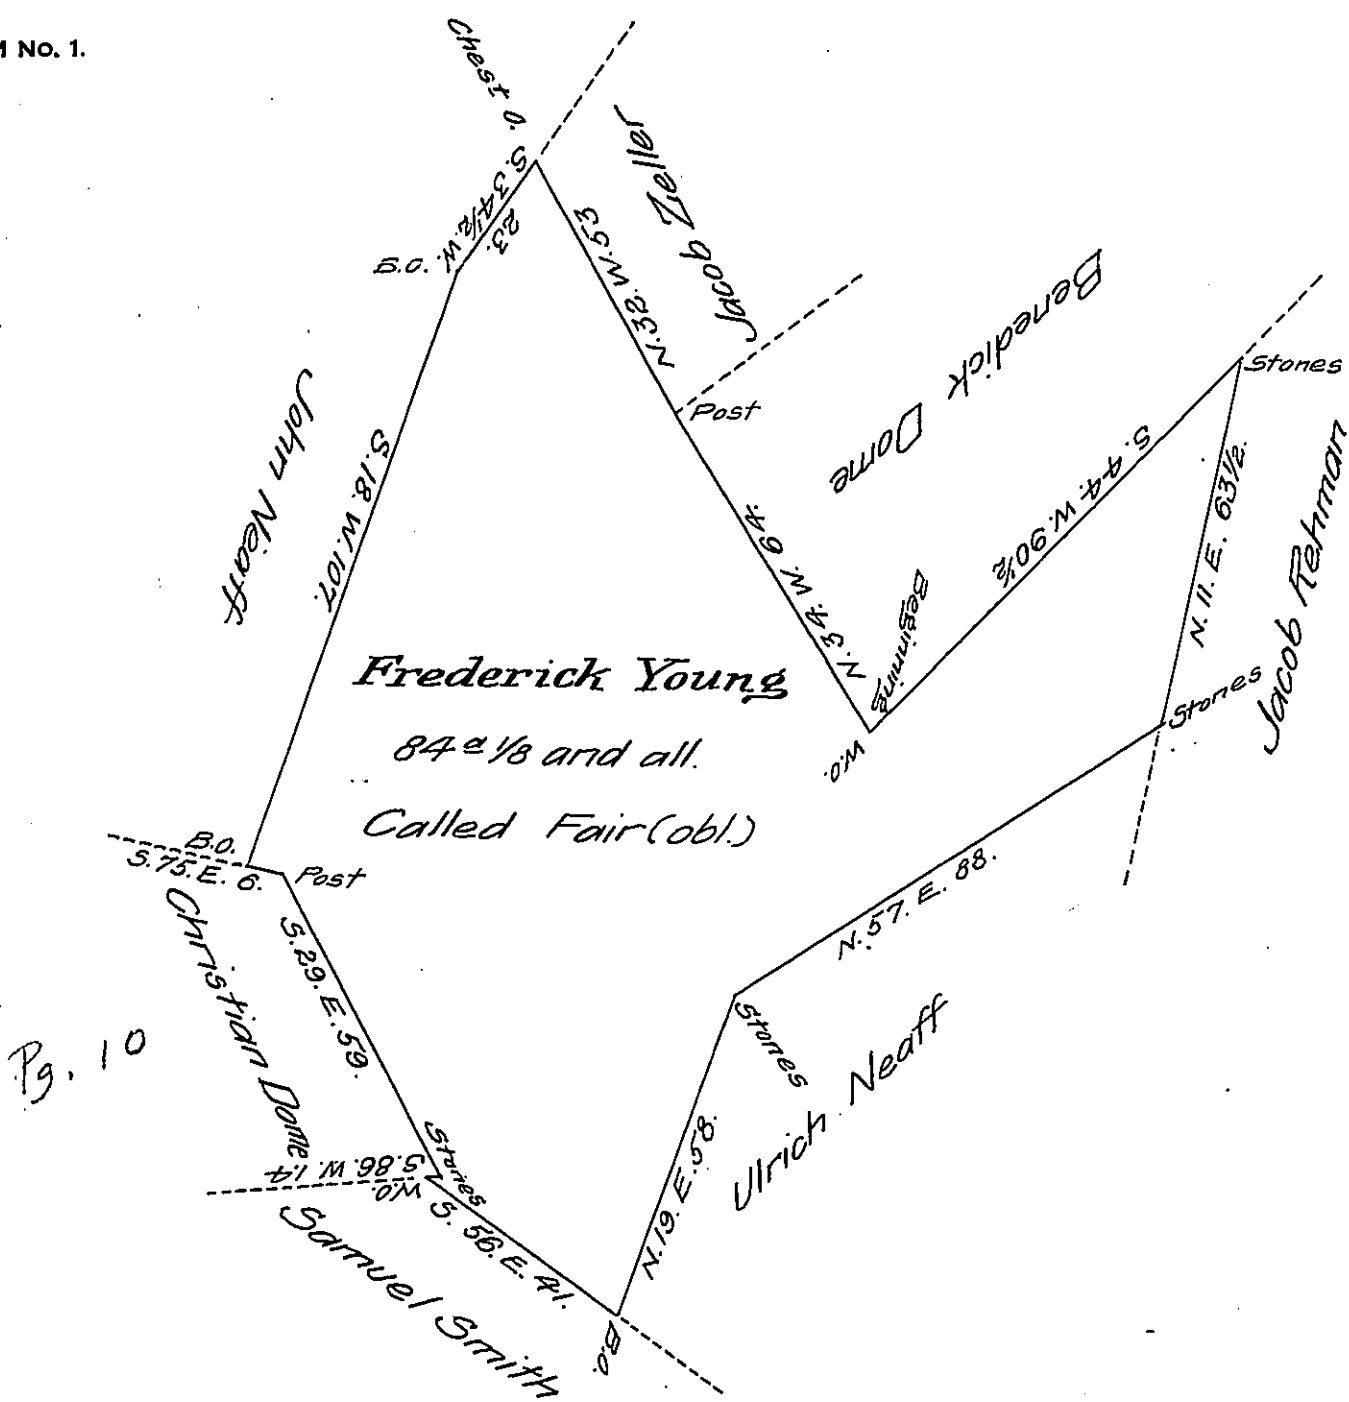 M No. 1.
Chest O.
S. 34½. W.
23.
B.O.
N. 32. W. 53
Jacob Zeller
Post
Benedick
Dome
Stones
S. 44. W. 90½
N. 11. E. 63½.
Jacob Rehman
John Neaff
S. 18. W. 107.
N. 34. W. 64.
Beginning
W.O.
Stones
Frederick Young
84 a ⅛ and all.
Called Fair (obl.)
B.O.
S. 75. E. 6.
Post
Christian Dome
S. 29. E. 59.
N. 57. E. 88.
Stones
Ulrich Neaff
Pg. 10
Stones
S. 86. W. 1.4
W.O.
S. 56. E. 41.
N. 19. E. 58.
Samuel Smith
B.O.